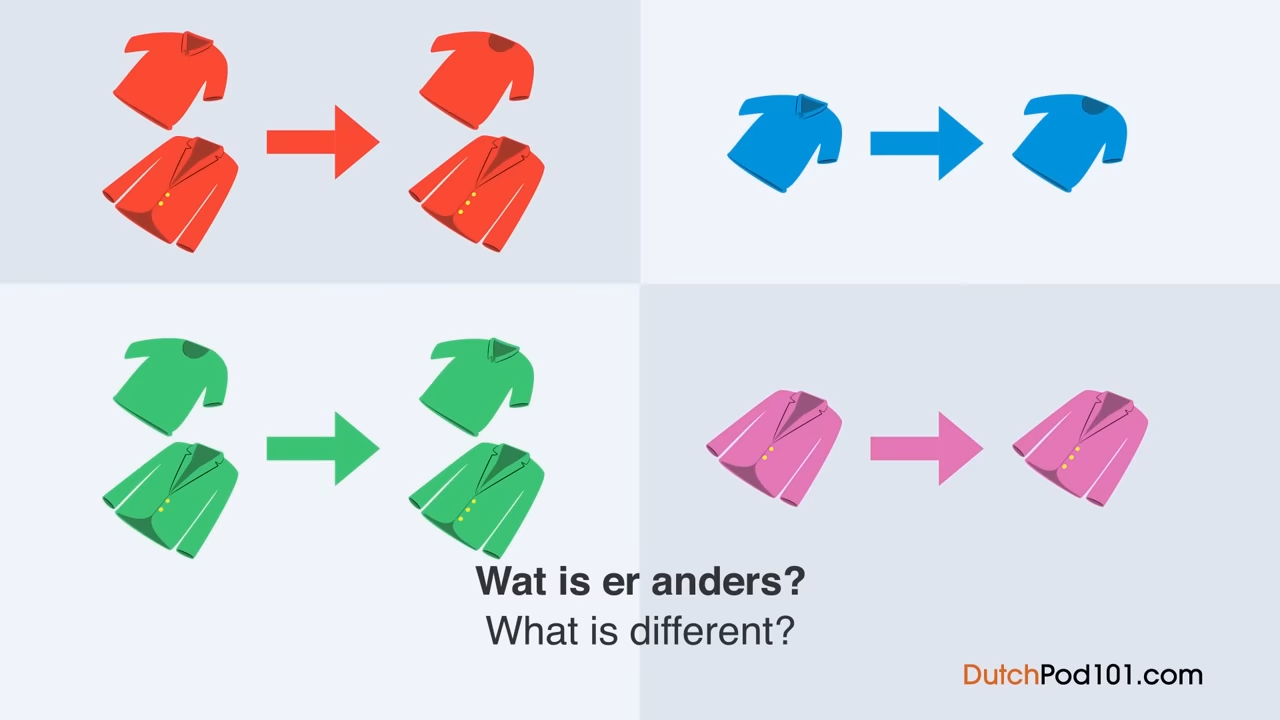 Wat is er anders?
What is different?
DutchPod101.com